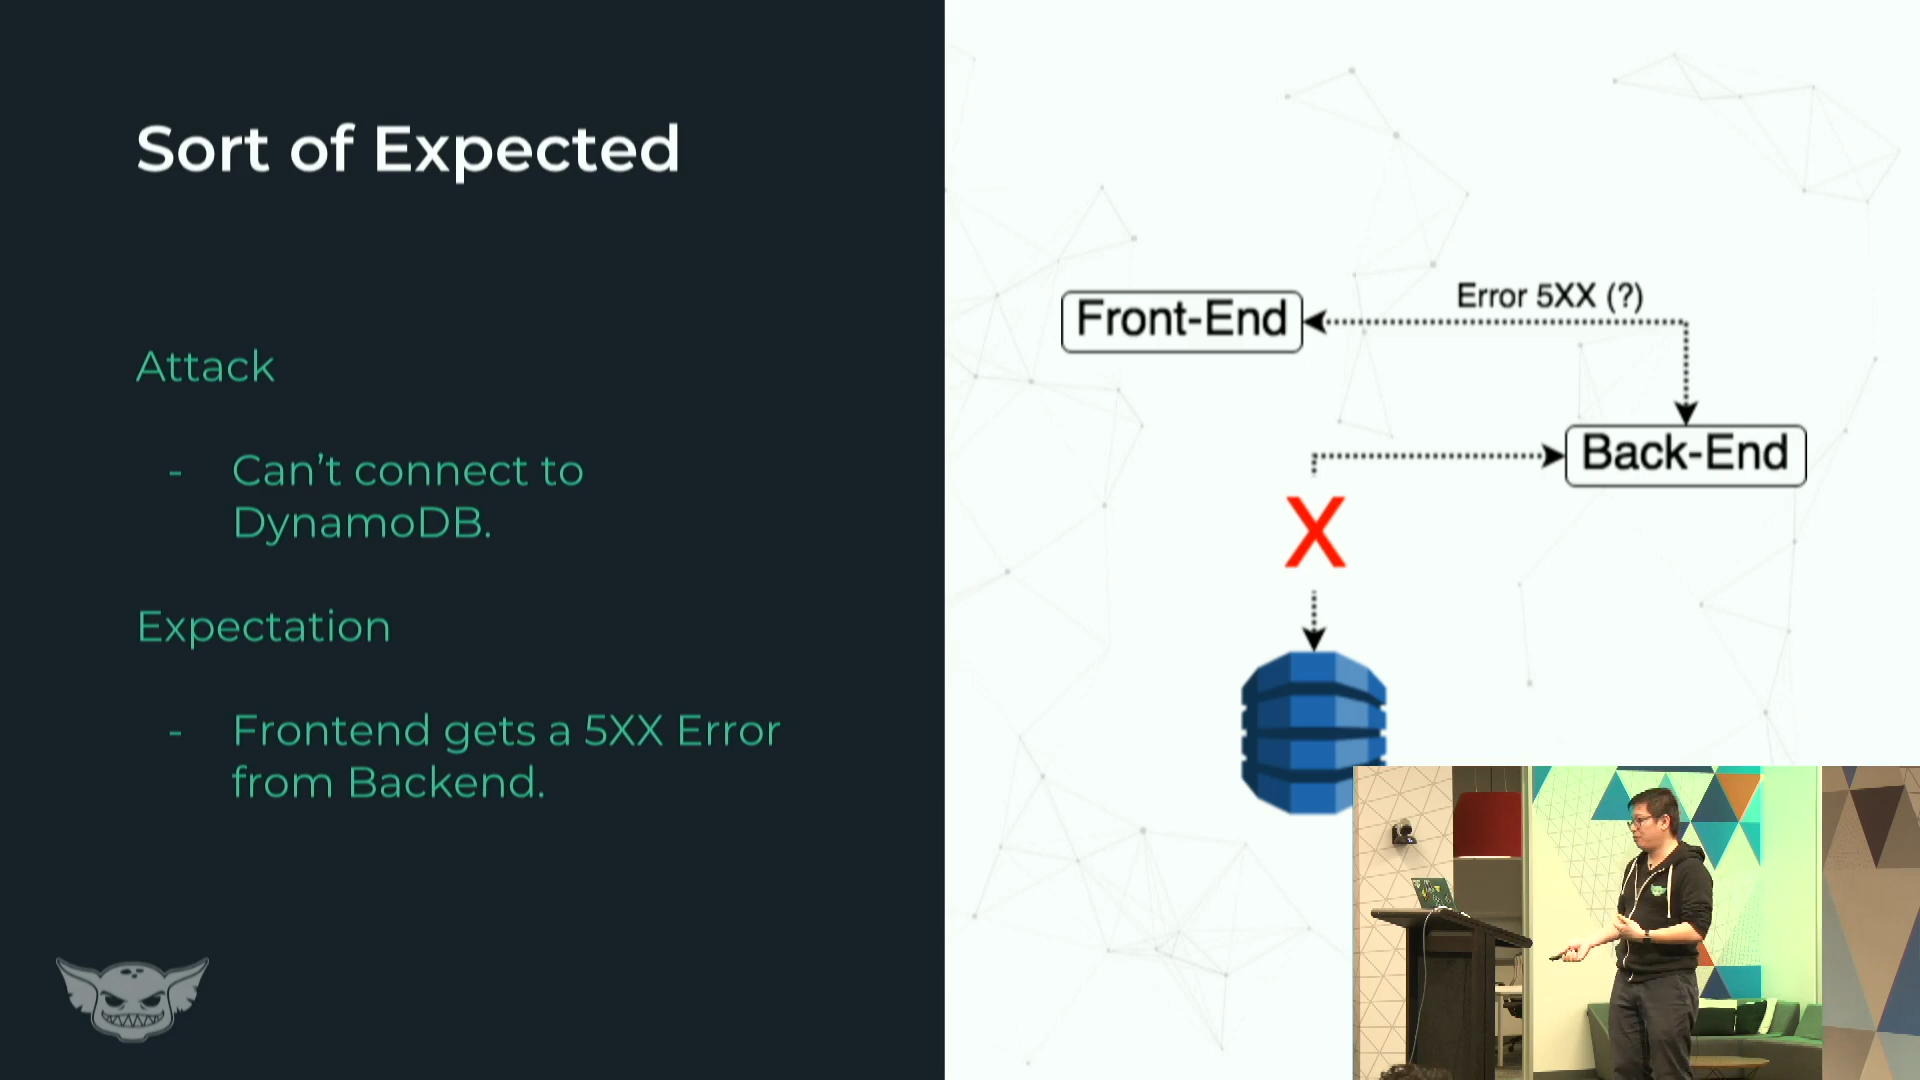 Sort of Expected
Attack
- Can't connect to
DynamoDB.
Expectation
- Frontend gets a 5XX Error
from Backend.
Error 5XX (?)
Front-End
Back-End
X